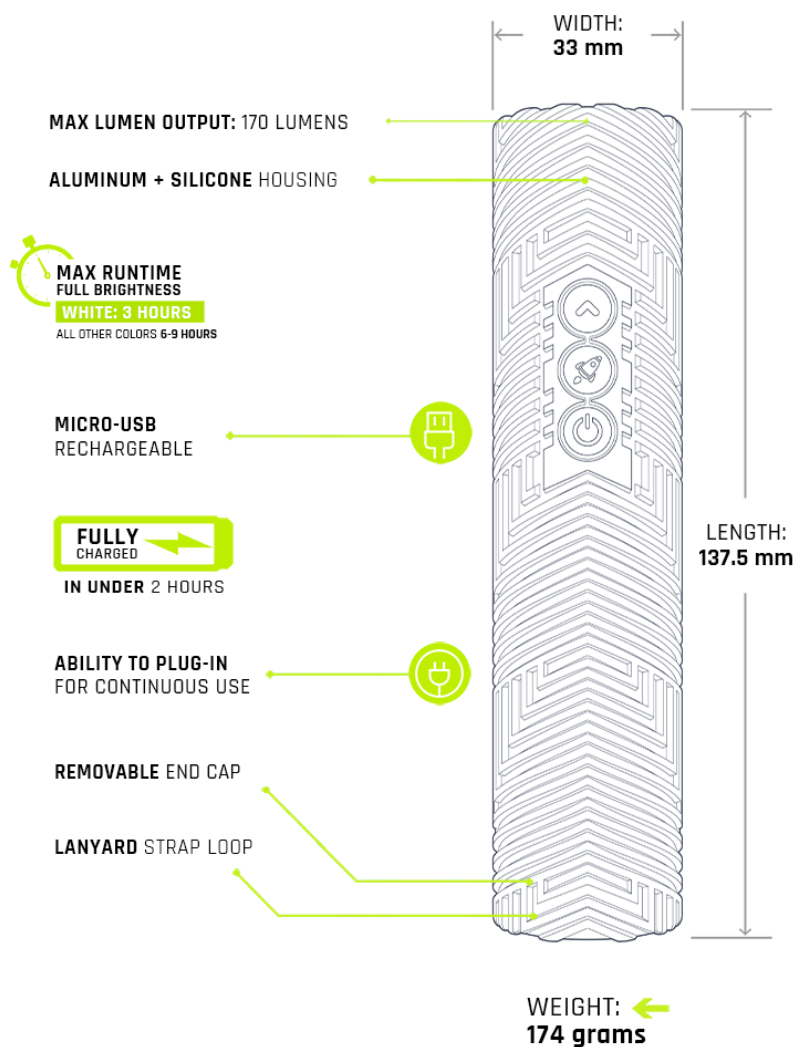 WIDTH:
33 mm
MAX LUMEN OUTPUT: 170 LUMENS
ALUMINUM + SILICONE HOUSING
MAX RUNTIME
FULL BRIGHTNESS
WHITE: 3 HOURS
ALL OTHER COLORS 6-9 HOURS
MICRO-USB
RECHARGEABLE
FULLY
CHARGED
IN UNDER 2 HOURS
LENGTH:
137.5 mm
ABILITY TO PLUG-IN
FOR CONTINUOUS USE
REMOVABLE END CAP
LANYARD STRAP LOOP
WEIGHT:
174 grams